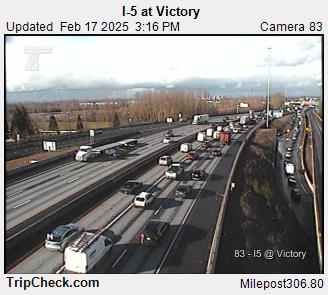 I-5 at Victory
Updated Feb 17 2025 3:16 PM Camera 83
T
N
83 - I5 @ Victory
TripCheck.com Milepost306.80